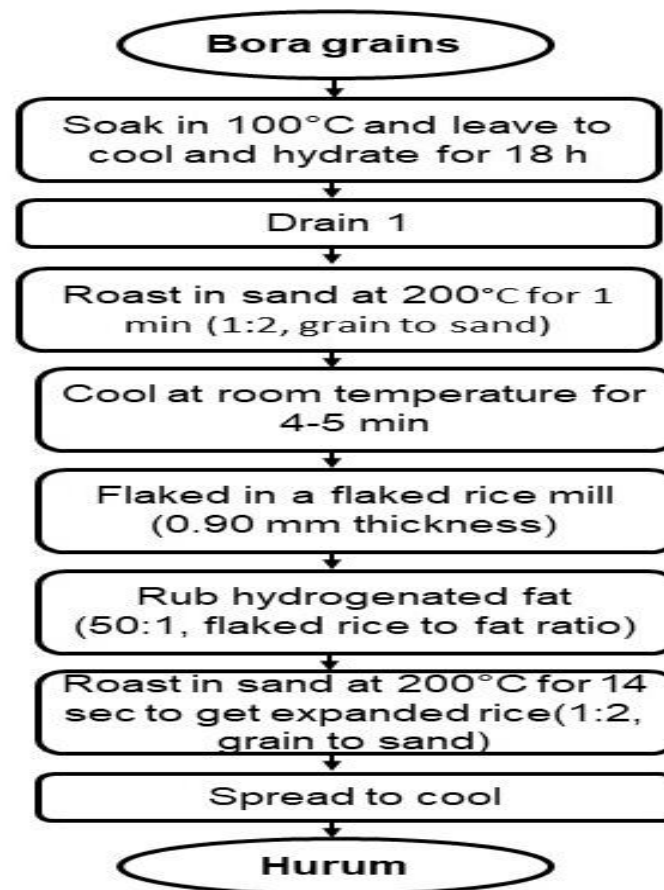 Bora grains
Soak in 100°C and leave to
cool and hydrate for 18 h
Drain 1
Roast in sand at 200°C for 1
min (1:2, grain to sand)
Cool at room temperature for
4-5 min
Flaked in a flaked rice mill
(0.90 mm thickness)
Rub hydrogenated fat
(50:1, flaked rice to fat ratio)
Roast in sand at 200°C for 14
sec to get expanded rice(1:2,
grain to sand)
Spread to cool
Hurum